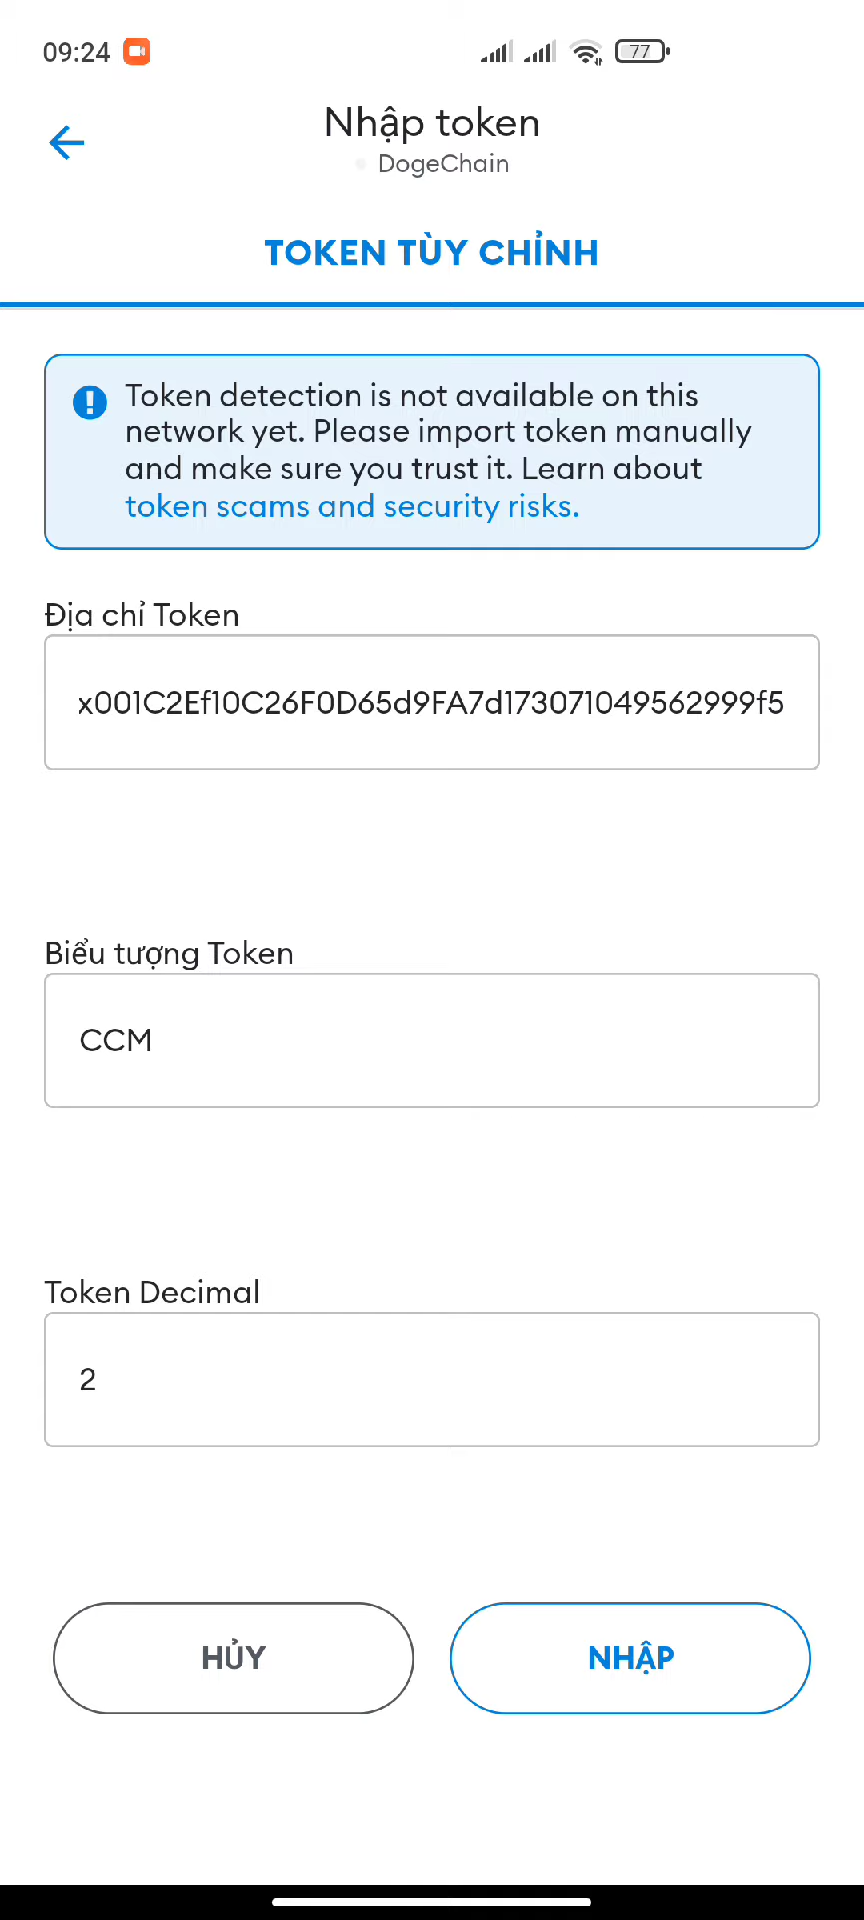 09:24
77
Nhập token
DogeChain
TOKEN TÙY CHỈNH
Token detection is not available on this
network yet. Please import token manually
and make sure you trust it. Learn about
token scams and security risks.
Địa chỉ Token
x001C2Ef10C26F0D65d9FA7d173071049562999f5
Biểu tượng Token
CCM
Token Decimal
2
HỦY
NHẬP